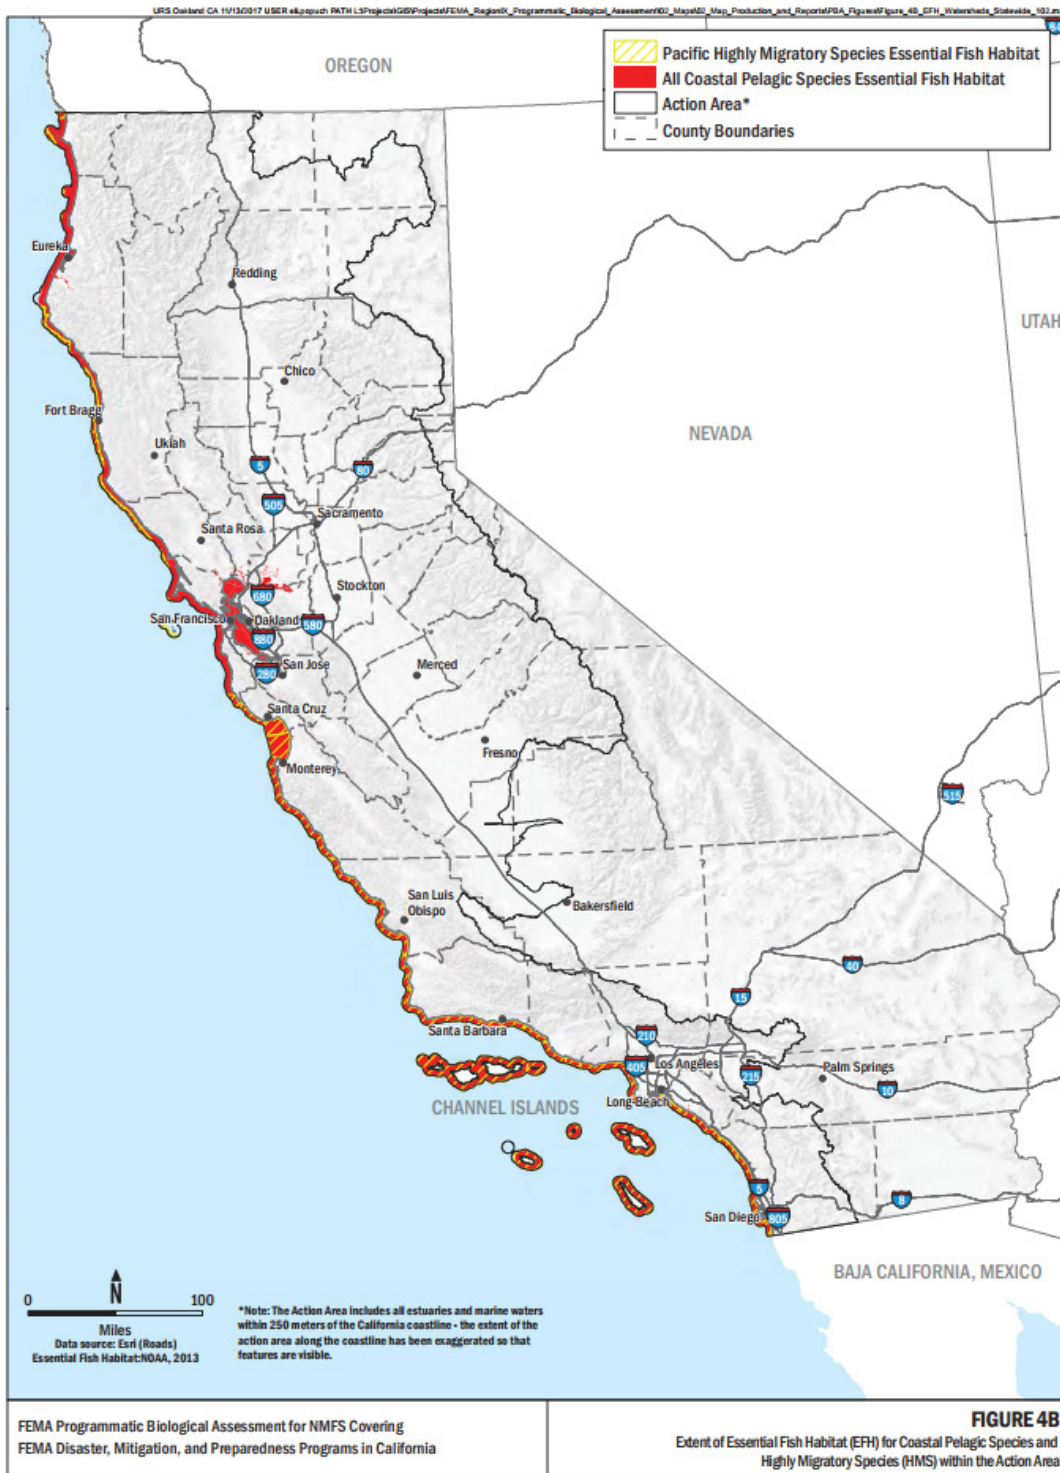 URS Oakland CA 11/13/2017 USER
OREGON
Pacific Highly Migratory Species Essential Fish Habitat
All Coastal Pelagic Species Essential Fish Habitat
Action Area*
County Boundaries
Eureka
Redding
UTAH
Chico
Fort Bragg
NEVADA
Ukiah
5
80
505
Sacramento
Santa Rosa
Stockton
680
San Francisco
Oakland
580
880
San Jose
Merced
280
Santa Cruz
Fresno
Monterey
515
San Luis
Obispo
Bakersfield
40
15
Santa Barbara
210
Los Angeles
405
215
Palm Springs
10
Long Beach
CHANNEL ISLANDS
5
8
San Diego
805
BAJA CALIFORNIA, MEXICO
N
0 100
Miles
Data source: Esri (Roads)
Essential Fish Habitat:NOAA, 2013
*Note: The Action Area includes all estuaries and marine waters
within 250 meters of the California coastline - the extent of the
action area along the coastline has been exaggerated so that
features are visible.
FEMA Programmatic Biological Assessment for NMFS Covering
FEMA Disaster, Mitigation, and Preparedness Programs in California
FIGURE 4B
Extent of Essential Fish Habitat (EFH) for Coastal Pelagic Species and
Highly Migratory Species (HMS) within the Action Area